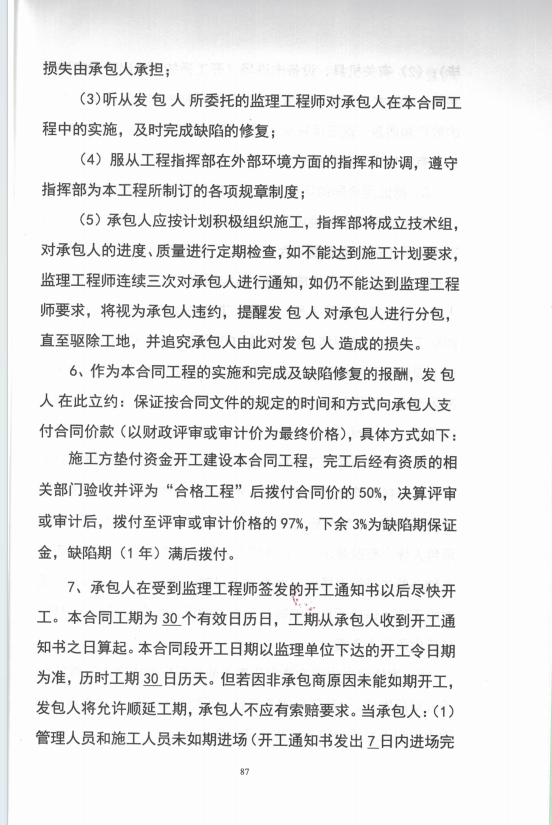 损失由承包人承担；
（3）听从发 包 人 所委托的监理工程师对承包人在本合同工
程中的实施，及时完成缺陷的修复；
（4）服从工程指挥部在外部环境方面的指挥和协调，遵守
指挥部为本工程所制订的各项规章制度；
（5）承包人应按计划积极组织施工，指挥部将成立技术组，
对承包人的进度、质量进行定期检查，如不能达到施工计划要求，
监理工程师连续三次对承包人进行通知，如仍不能达到监理工程
师要求，将视为承包人违约，提醒发 包 人 对承包人进行分包，
直至驱除工地，并追究承包人由此对发 包 人 造成的损失。
6、作为本合同工程的实施和完成及缺陷修复的报酬，发 包
人 在此立约：保证按合同文件的规定的时间和方式向承包人支
付合同价款（以财政评审或审计价为最终价格），具体方式如下：
施工方垫付资金开工建设本合同工程，完工后经有资质的相
关部门验收并评为“合格工程”后拨付合同价的 50%，决算评审
或审计后，拨付至评审或审计价格的 97%，下余 3%为缺陷期保证
金，缺陷期（1 年）满后拨付。
7、承包人在受到监理工程师签发的开工通知书以后尽快开
工。本合同工期为 30 个有效日历日，工期从承包人收到开工通
知书之日算起。本合同段开工日期以监理单位下达的开工令日期
为准，历时工期 30 日历天。但若因非承包商原因未能如期开工，
发包人将允许顺延工期，承包人不应有索赔要求。当承包人：（1）
管理人员和施工人员未如期进场（开工通知书发出 7 日内进场完
87